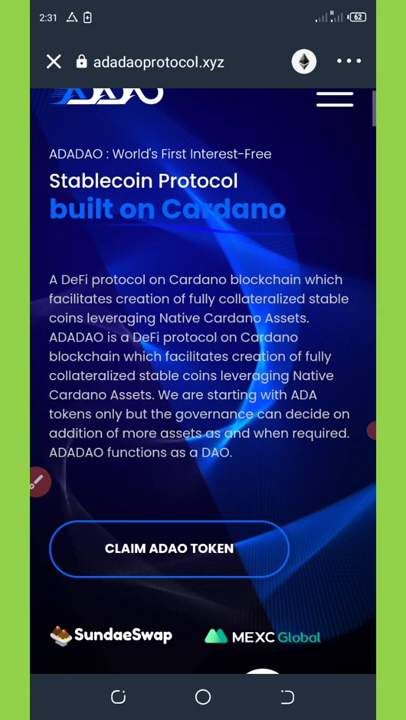 2:31
62
adadaoprotocol.xyz
ADAO
ADADAO : World's First Interest-Free
Stablecoin Protocol
built on Cardano
A DeFi protocol on Cardano blockchain which
facilitates creation of fully collateralized stable
coins leveraging Native Cardano Assets.
ADADAO is a DeFi protocol on Cardano
blockchain which facilitates creation of fully
collateralized stable coins leveraging Native
Cardano Assets. We are starting with ADA
tokens only but the governance can decide on
addition of more assets as and when required.
ADADAO functions as a DAO.
CLAIM ADAO TOKEN
SundaeSwap
MEXC Global